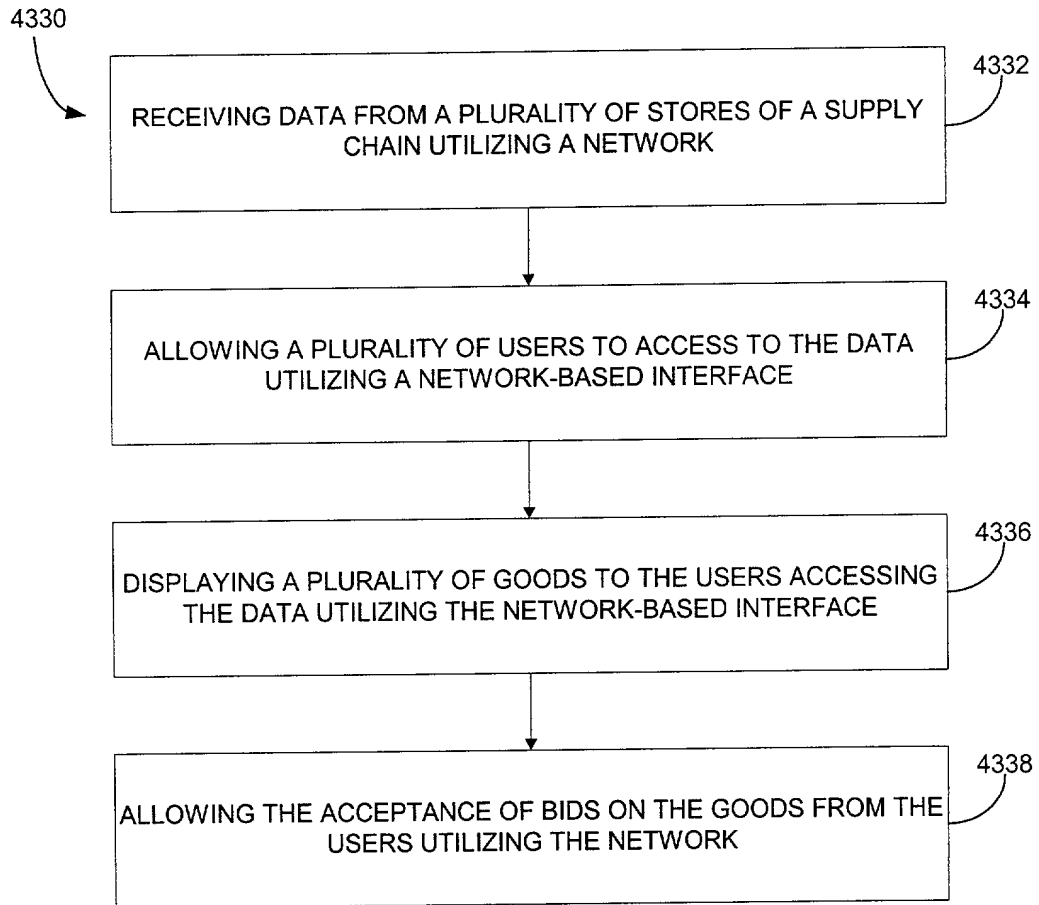 4330
4332
RECEIVING DATA FROM A PLURALITY OF STORES OF A SUPPLY
CHAIN UTILIZING A NETWORK
4334
ALLOWING A PLURALITY OF USERS TO ACCESS TO THE DATA
UTILIZING A NETWORK-BASED INTERFACE
4336
DISPLAYING A PLURALITY OF GOODS TO THE USERS ACCESSING
THE DATA UTILIZING THE NETWORK-BASED INTERFACE
4338
ALLOWING THE ACCEPTANCE OF BIDS ON THE GOODS FROM THE
USERS UTILIZING THE NETWORK